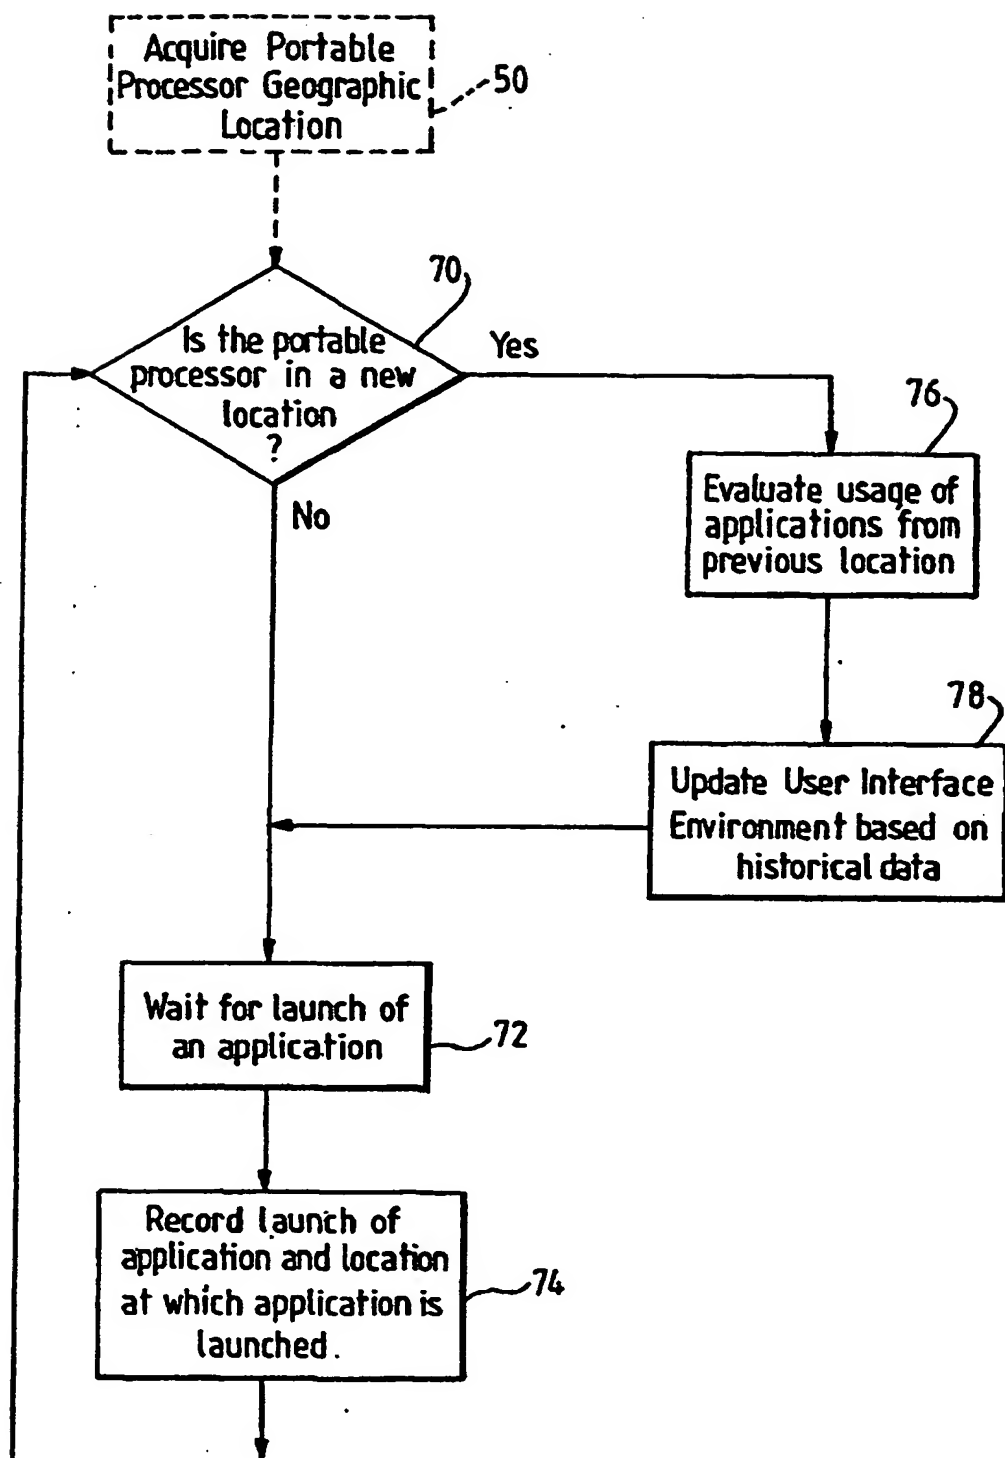 Acquire Portable
Processor Geographic
Location
50
70
Is the portable
processor in a new
location
?
Yes
No
76
Evaluate usage of
applications from
previous location
78
Update User Interface
Environment based on
historical data
Wait for launch of
an application
72
Record launch of
application and location
at which application is
launched.
74